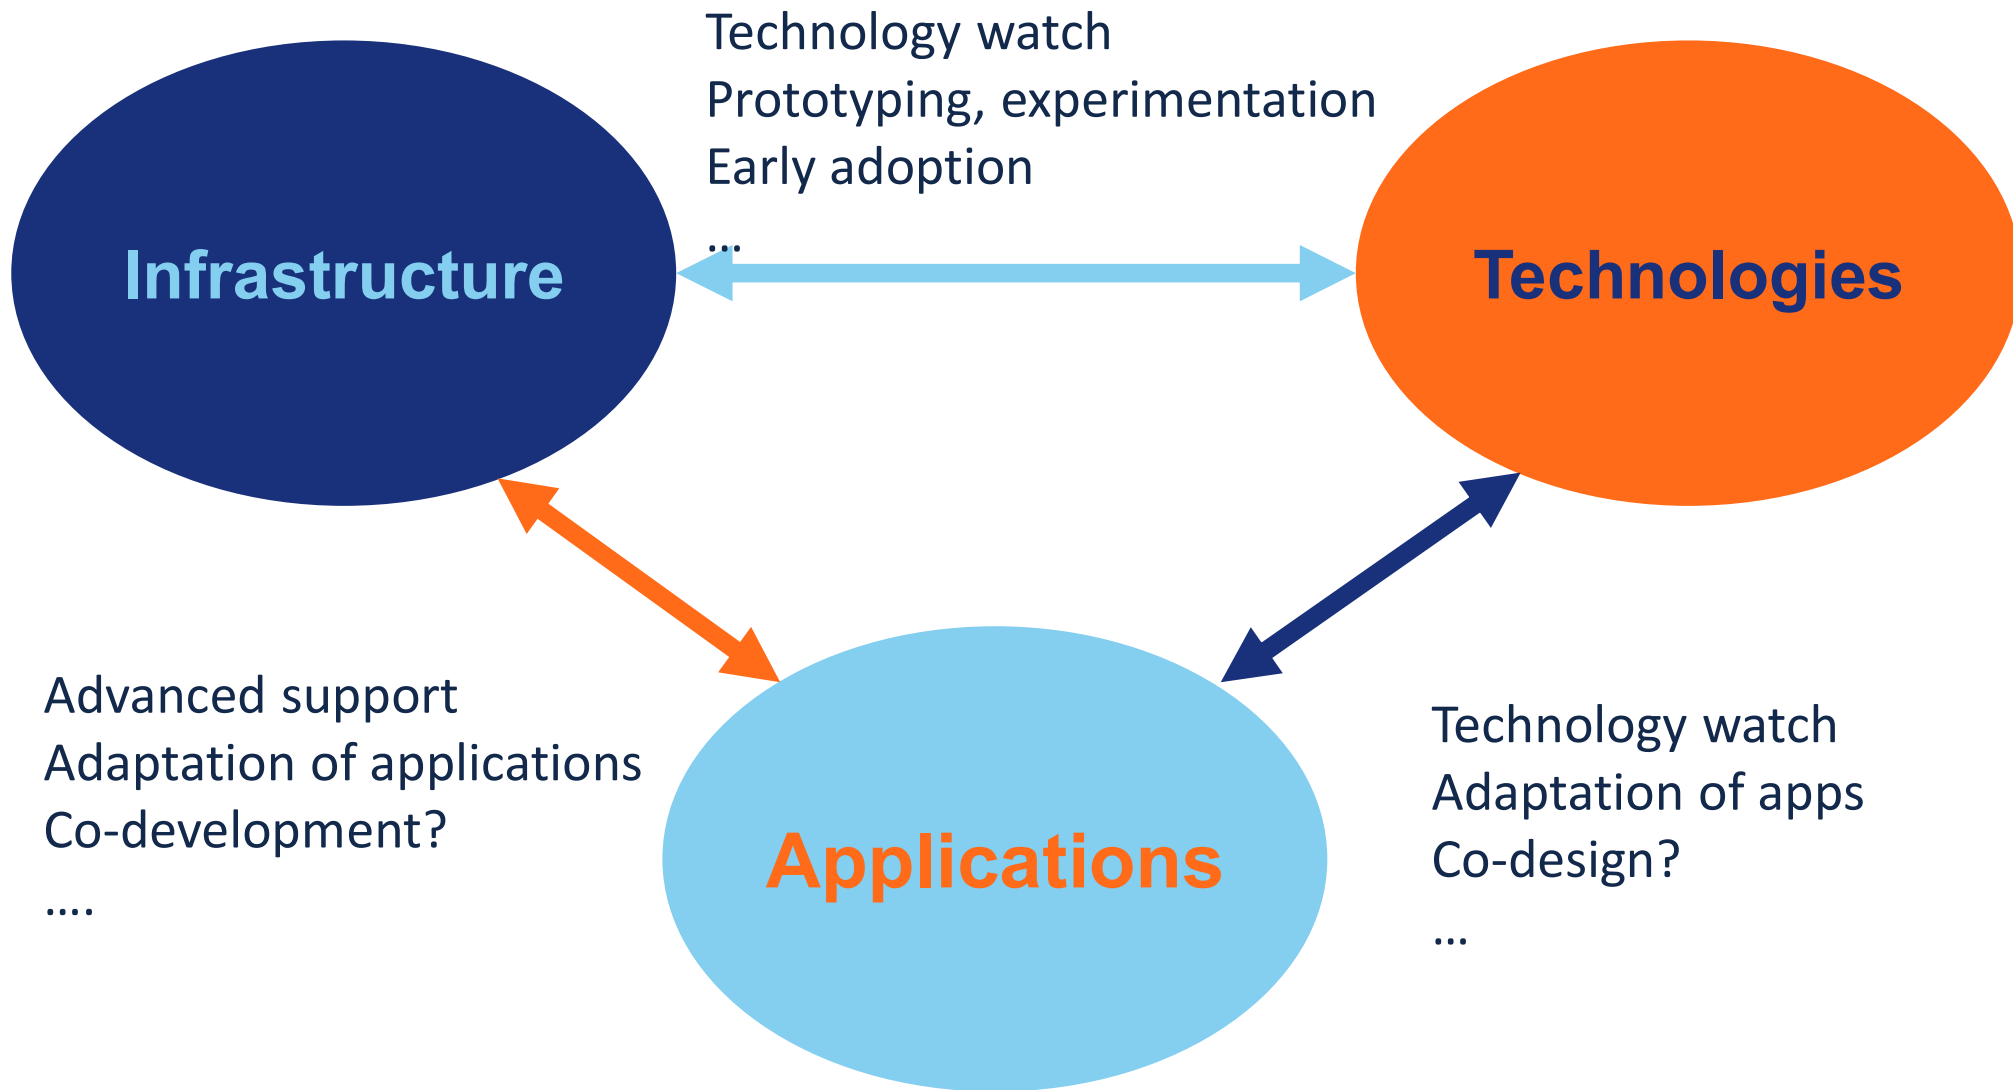 Technology watch
Prototyping, experimentation
Early adoption
...
Infrastructure
Technologies
Advanced support
Adaptation of applications
Co-development?
....
Applications
Technology watch
Adaptation of apps
Co-design?
...